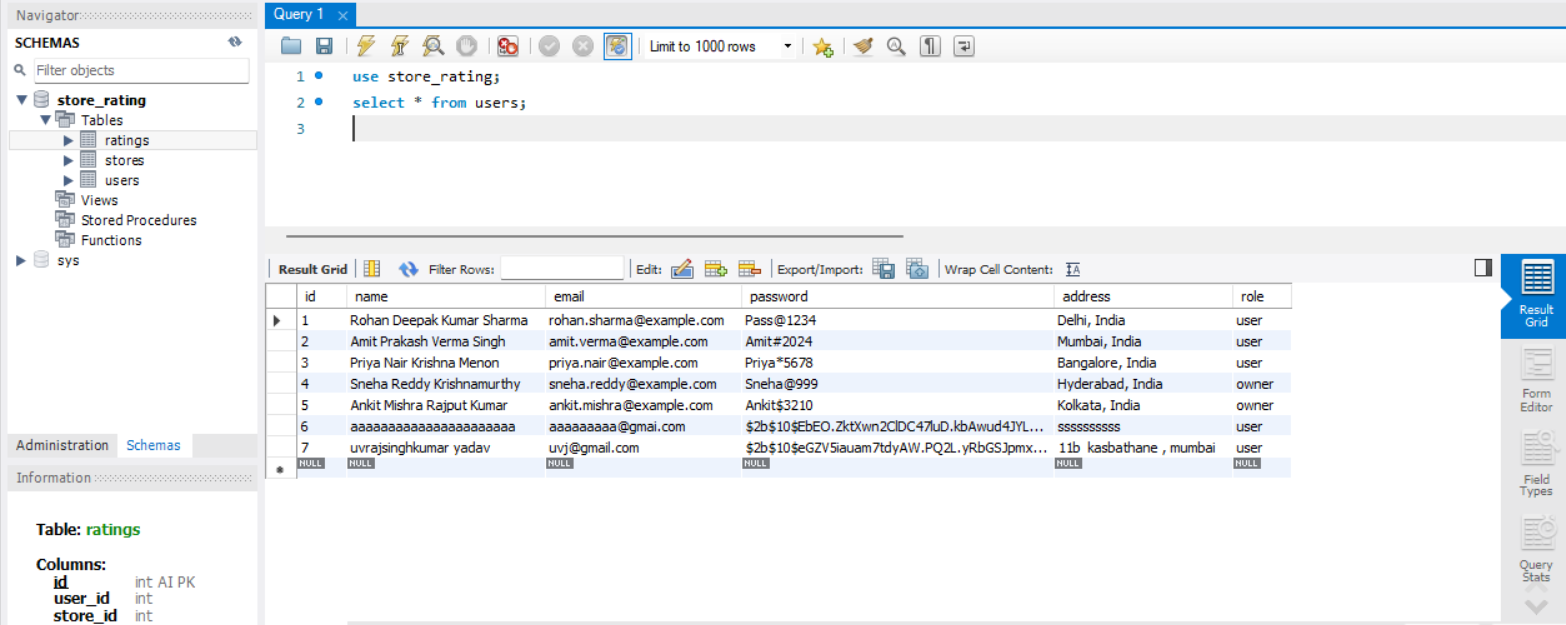 Navigator
SCHEMAS
Filter objects
store_rating
Tables
ratings
stores
users
Views
Stored Procedures
Functions
sys
Administration Schemas
Information
Table: ratings
Columns:
id int AI PK
user_id int
store_id int
Query 1
Limit to 1000 rows
1 use store_rating;
2 select * from users;
3
Result Grid Filter Rows: Edit: Export/Import: Wrap Cell Content:
id name email password address role
1 Rohan Deepak Kumar Sharma rohan.sharma@example.com Pass@1234 Delhi, India user
2 Amit Prakash Verma Singh amit.verma@example.com Amit#2024 Mumbai, India user
3 Priya Nair Krishna Menon priya.nair@example.com Priya*5678 Bangalore, India user
4 Sneha Reddy Krishnamurthy sneha.reddy@example.com Sneha@999 Hyderabad, India owner
5 Ankit Mishra Rajput Kumar ankit.mishra@example.com Ankit$3210 Kolkata, India owner
6 aaaaaaaaaaaaaaaaaaaaaa aaaaaaaaa@gmai.com $2b$10$EbEO.ZktXwn2ClDC47luD.kbAwud4JYL... ssssssssss user
7 uvrajsinghkumar yadav uvj@gmail.com $2b$10$eGZV5iauam7tdyAW.PQ2L.yRbGSJpmx... 11b kasbathane , mumbai user
NULL NULL NULL NULL NULL NULL
Result
Grid
Form
Editor
Field
Types
Query
Stats